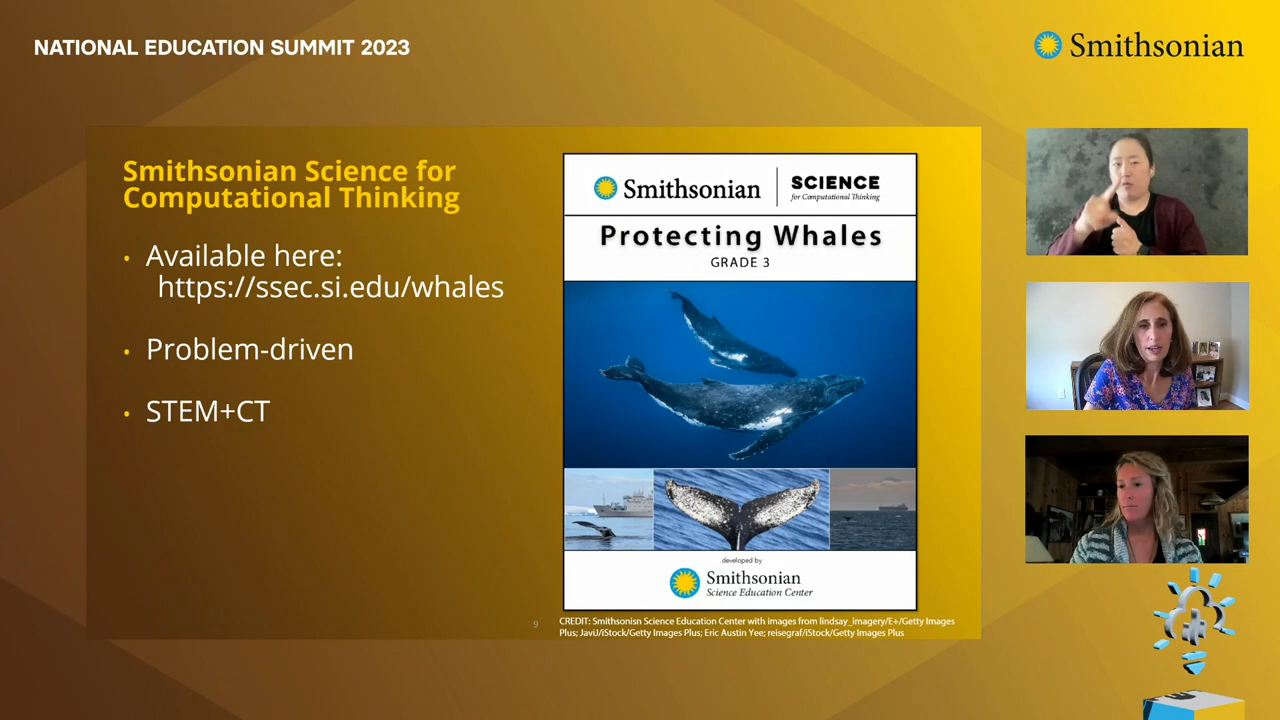 NATIONAL EDUCATION SUMMIT 2023
Smithsonian
Smithsonian Science for
Computational Thinking
• Available here:
https://ssec.si.edu/whales
• Problem-driven
• STEM+CT
Smithsonian
SCIENCE
for Computational Thinking
Protecting Whales
GRADE 3
developed by
Smithsonian
Science Education Center
9
CREDIT: Smithsonisn Science Education Center with images from lindsay_imagery/E+/Getty Images
Plus; JaviJ/iStock/Getty Images Plus; Eric Austin Yee; reisegraf/iStock/Getty Images Plus